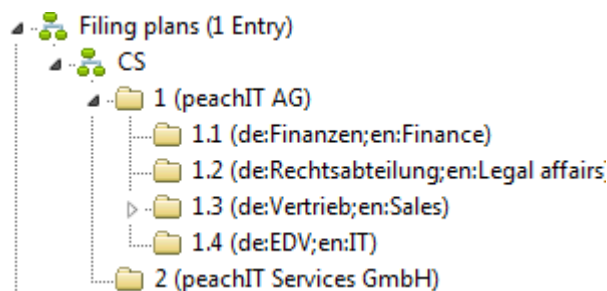 Filing plans (1 Entry)
CS
1 (peachIT AG)
1.1 (de:Finanzen;en:Finance)
1.2 (de:Rechtsabteilung;en:Legal affairs)
1.3 (de:Vertrieb;en:Sales)
1.4 (de:EDV;en:IT)
2 (peachIT Services GmbH)